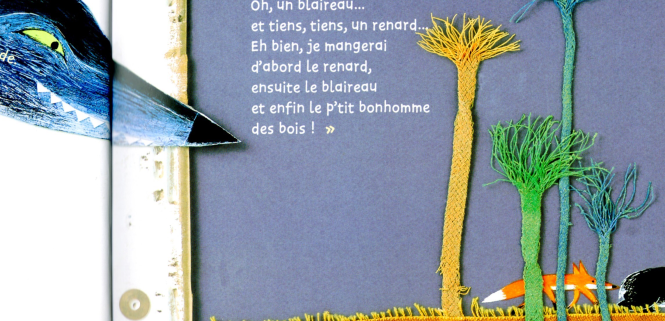 Oh, un blaireau...
et tiens, tiens, un renard...
Eh bien, je mangerai
d'abord le renard,
ensuite le blaireau
et enfin le p'tit bonhomme
des bois ! »
de